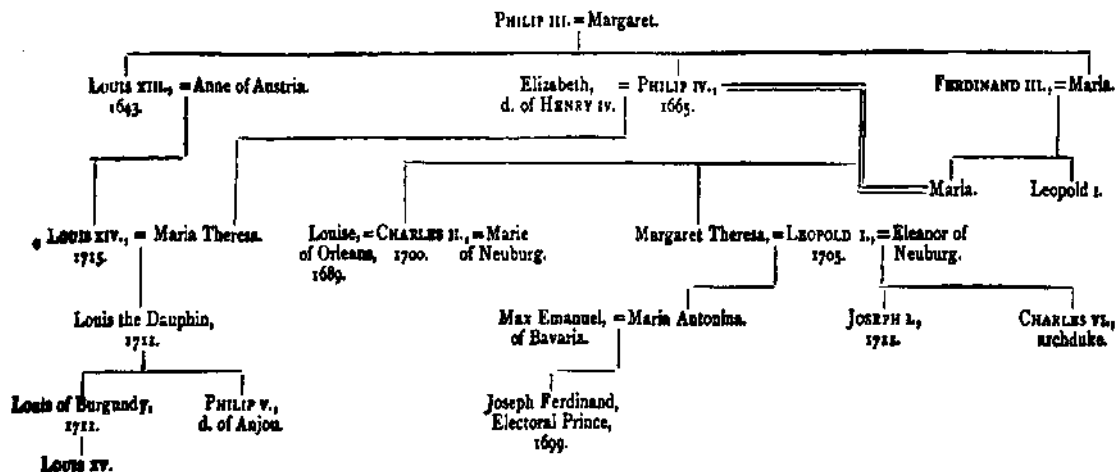 PHILIP III. = Margaret.
LOUIS XIII., = Anne of Austria.
1643.
Elizabeth, = PHILIP IV.,
d. of HENRY IV. 1665.
FERDINAND III., = Maria.
Maria. Leopold I.
LOUIS XIV., = Maria Theresa.
1715.
Louise, = CHARLES II., = Marie
of Orleans, 1700. of Neuburg.
1689.
Margaret Theresa, = LEOPOLD I., = Eleanor of
1705. Neuburg.
Louis the Dauphin,
1711.
Max Emanuel, = Maria Antonina.
of Bavaria.
JOSEPH I.,
1711.
CHARLES VI.,
archduke.
Louis of Burgundy,
1711.
PHILIP V.,
d. of Anjou.
Joseph Ferdinand,
Electoral Prince,
1699.
LOUIS XV.